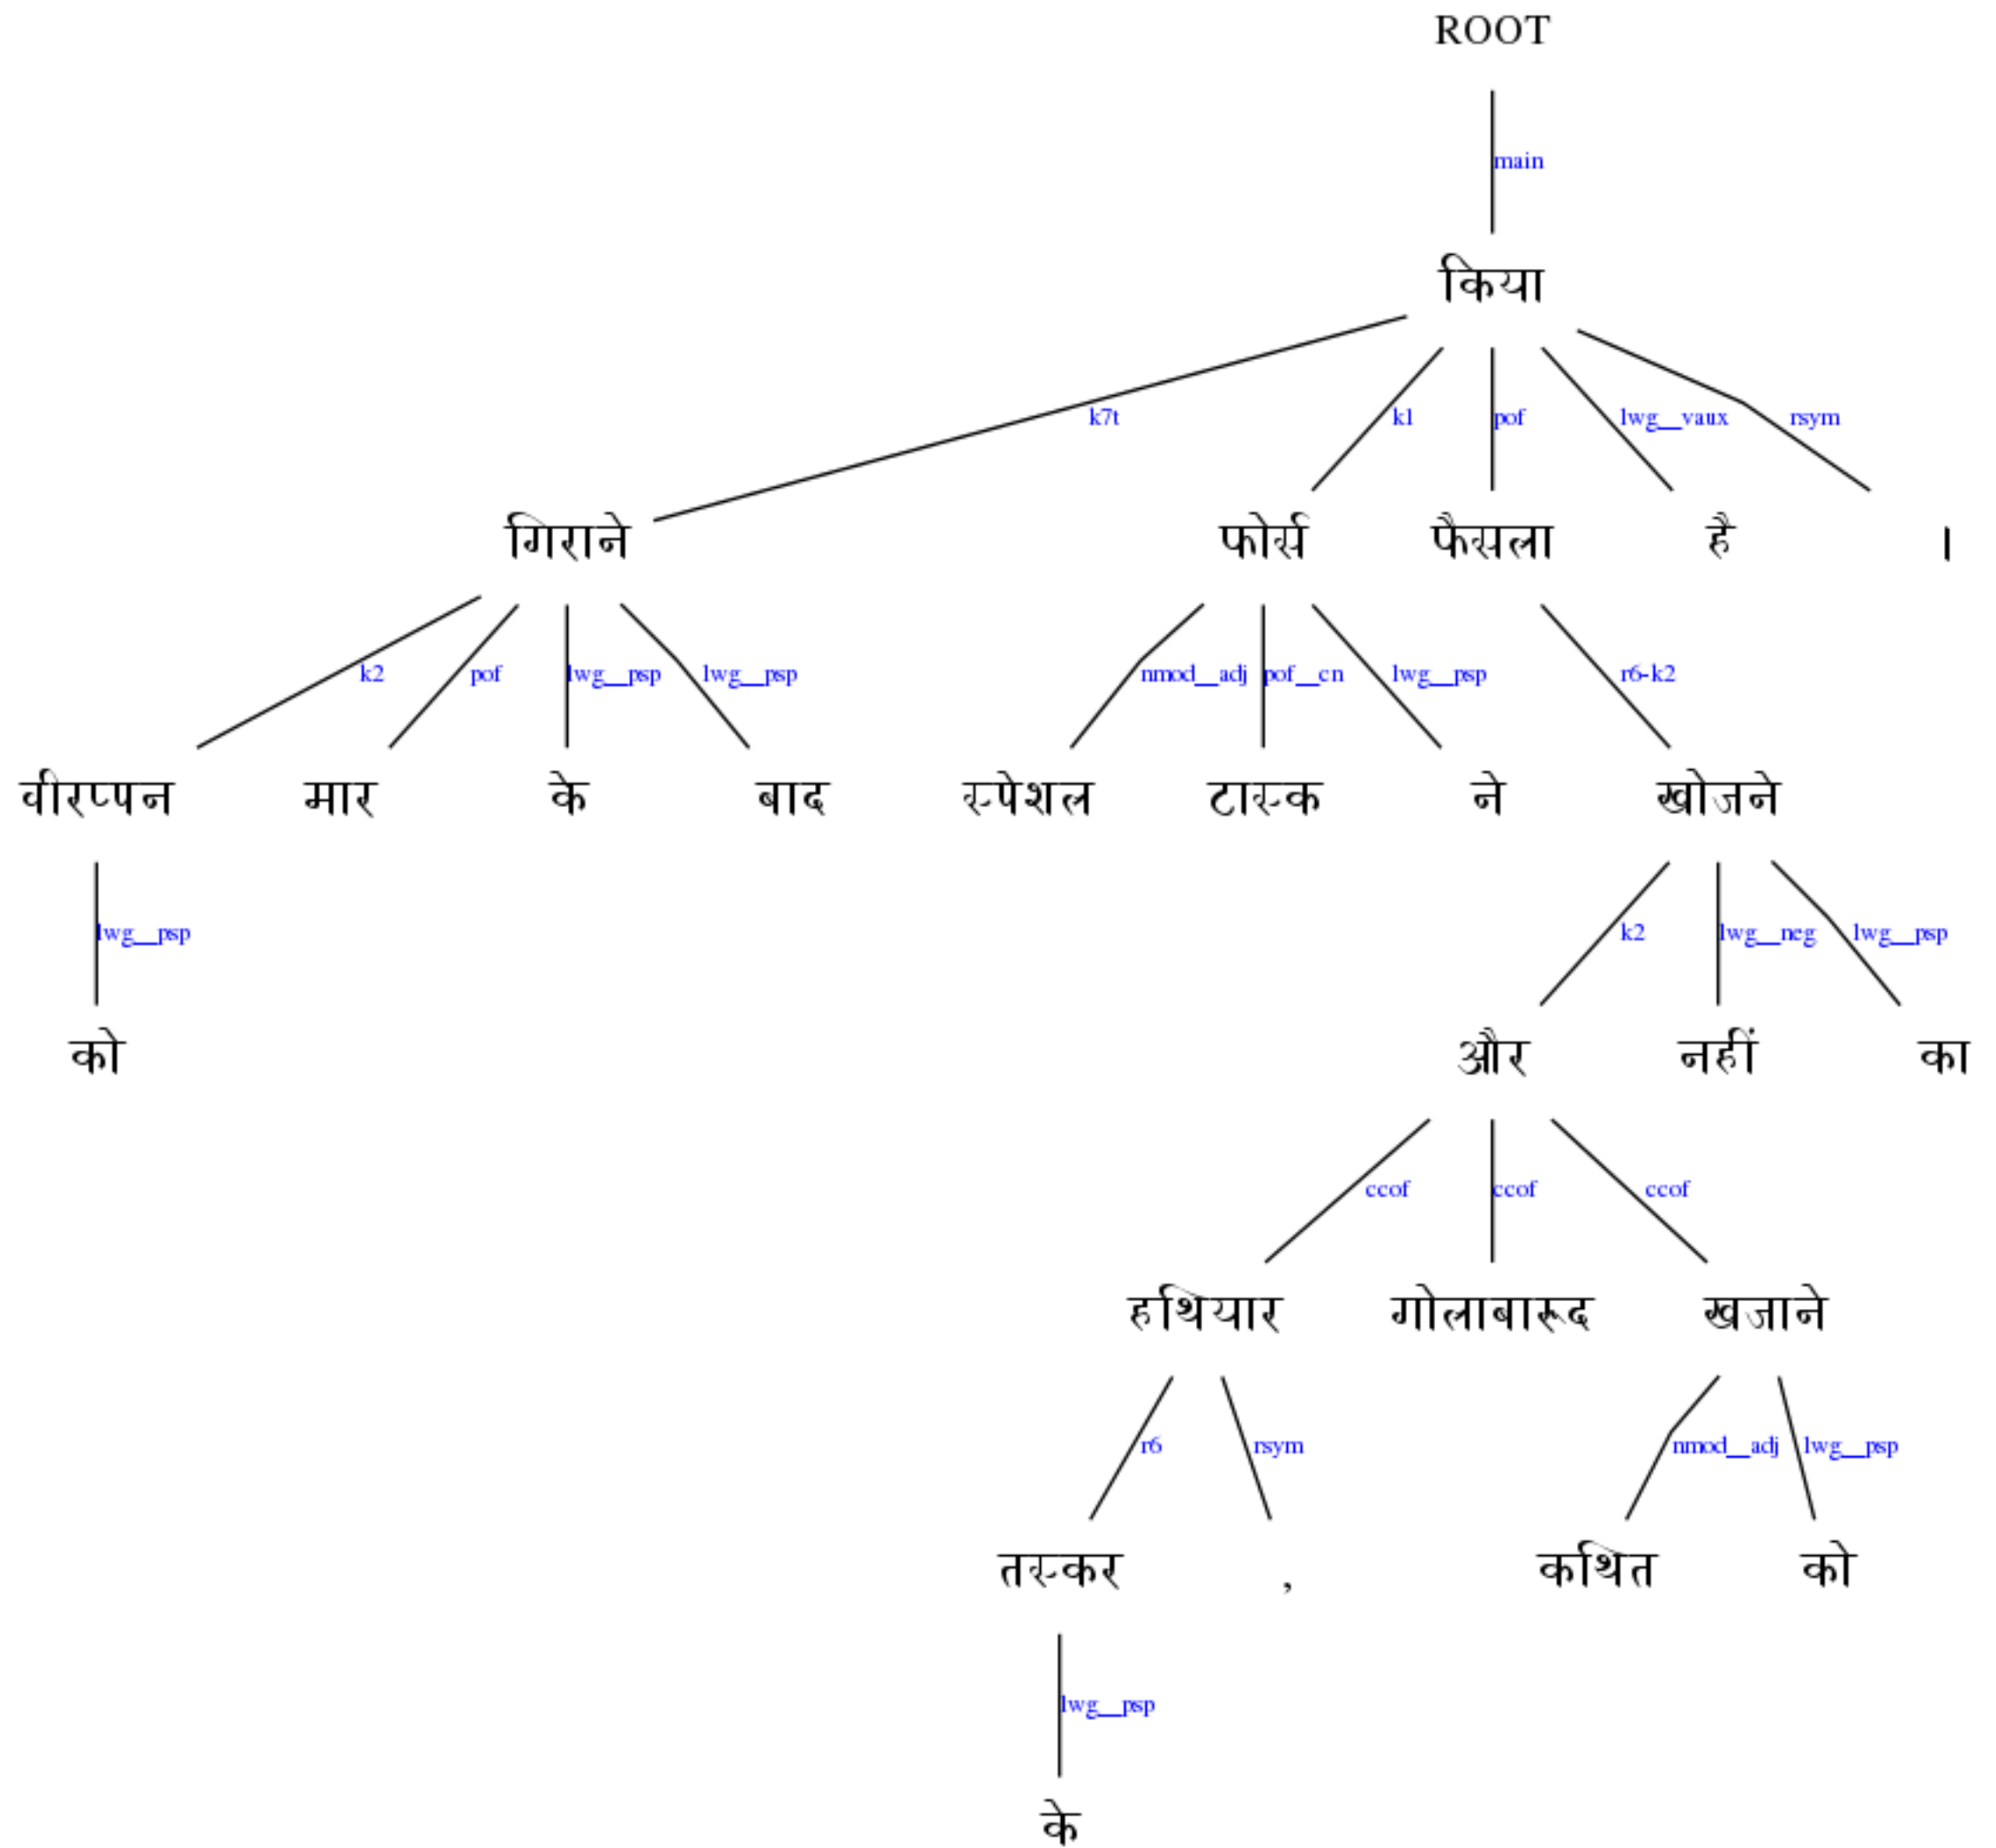 ROOT
main
किया
k7t k1 pof lwg__vaux rsym
गिराने फोर्स फैसला है ।
k2 pof lwg__psp lwg__psp nmod__adj pof__cn lwg__psp r6-k2
वीरप्पन मार के बाद स्पेशल टास्क ने खोजने
lwg__psp k2 lwg__neg lwg__psp
को और नहीं का
ccof ccof ccof
हथियार गोलाबारूद खजाने
r6 rsym nmod__adj lwg__psp
तस्कर , कथित को
lwg__psp
के